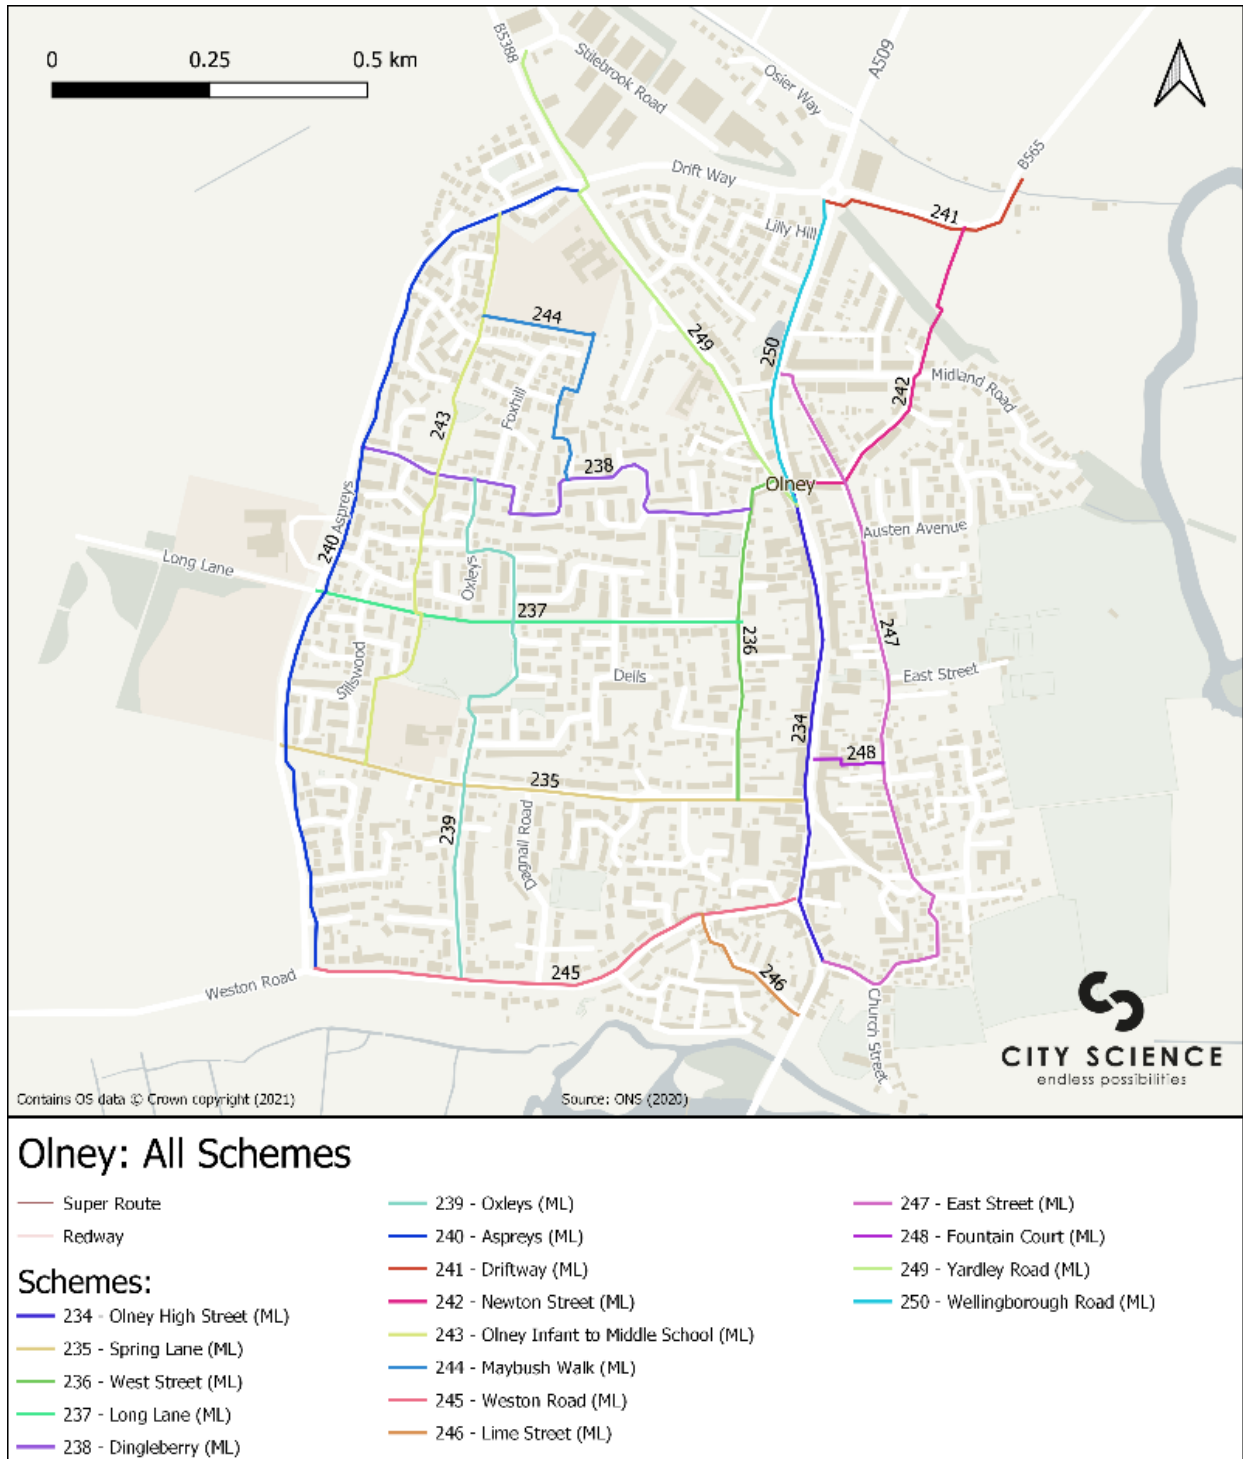 0 0.25 0.5 km
B5388
Stilebrook Road
Osier Way
A509
B565
Drift Way
Lilly Hill
241
244
249
250
Midland Road
242
Foxhill
243
238
Olney
Aspreys
240
Austen Avenue
Long Lane
Oxleys
237
236
247
Sillswood
Dells
East Street
234
248
235
239
Dagnall Road
245
246
Weston Road
Church Street
CITY SCIENCE
endless possibilities
Contains OS data © Crown copyright (2021)
Source: ONS (2020)
Olney: All Schemes
Super Route
Redway
Schemes:
234 - Olney High Street (ML)
235 - Spring Lane (ML)
236 - West Street (ML)
237 - Long Lane (ML)
238 - Dingleberry (ML)
239 - Oxleys (ML)
240 - Aspreys (ML)
241 - Driftway (ML)
242 - Newton Street (ML)
243 - Olney Infant to Middle School (ML)
244 - Maybush Walk (ML)
245 - Weston Road (ML)
246 - Lime Street (ML)
247 - East Street (ML)
248 - Fountain Court (ML)
249 - Yardley Road (ML)
250 - Wellingborough Road (ML)